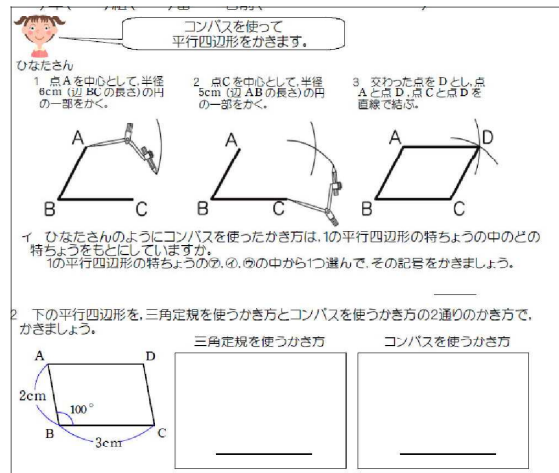 コンパスを使って
平行四辺形をかきます。
ひなたさん
1 点Aを中心として,半径
6cm (辺 BC の長さ) の円
の一部をかく。
2 点Cを中心として,半径
5cm (辺 AB の長さ) の円
の一部をかく。
3 交わった点を D とし,点
A と点 D,点 C と点 D を
直線で結ぶ。
A
B
C
A
B
C
A
D
B
C
イ ひなたさんのようにコンパスを使ったかき方は,1の平行四辺形の特ちょうの中のどの
特ちょうをもとにしていますか。
1の平行四辺形の特ちょうの㋐,㋑,㋒の中から1つ選んで,その記号をかきましょう。
2 下の平行四辺形を,三角定規を使うかき方とコンパスを使うかき方の2通りのかき方で,
かきましょう。
三角定規を使うかき方
コンパスを使うかき方
A
D
2cm
100°
B
3cm
C